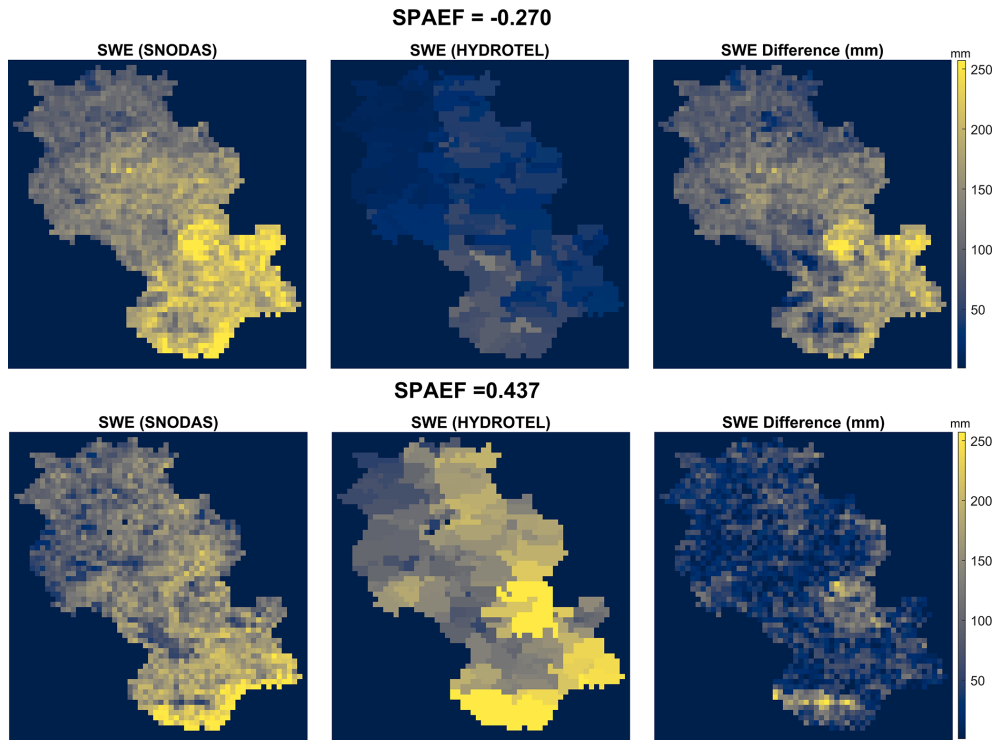 SPAEF = -0.270
SWE (SNODAS)
SWE (HYDROTEL)
SWE Difference (mm)
mm
250
200
150
100
50
SPAEF =0.437
SWE (SNODAS)
SWE (HYDROTEL)
SWE Difference (mm)
mm
250
200
150
100
50